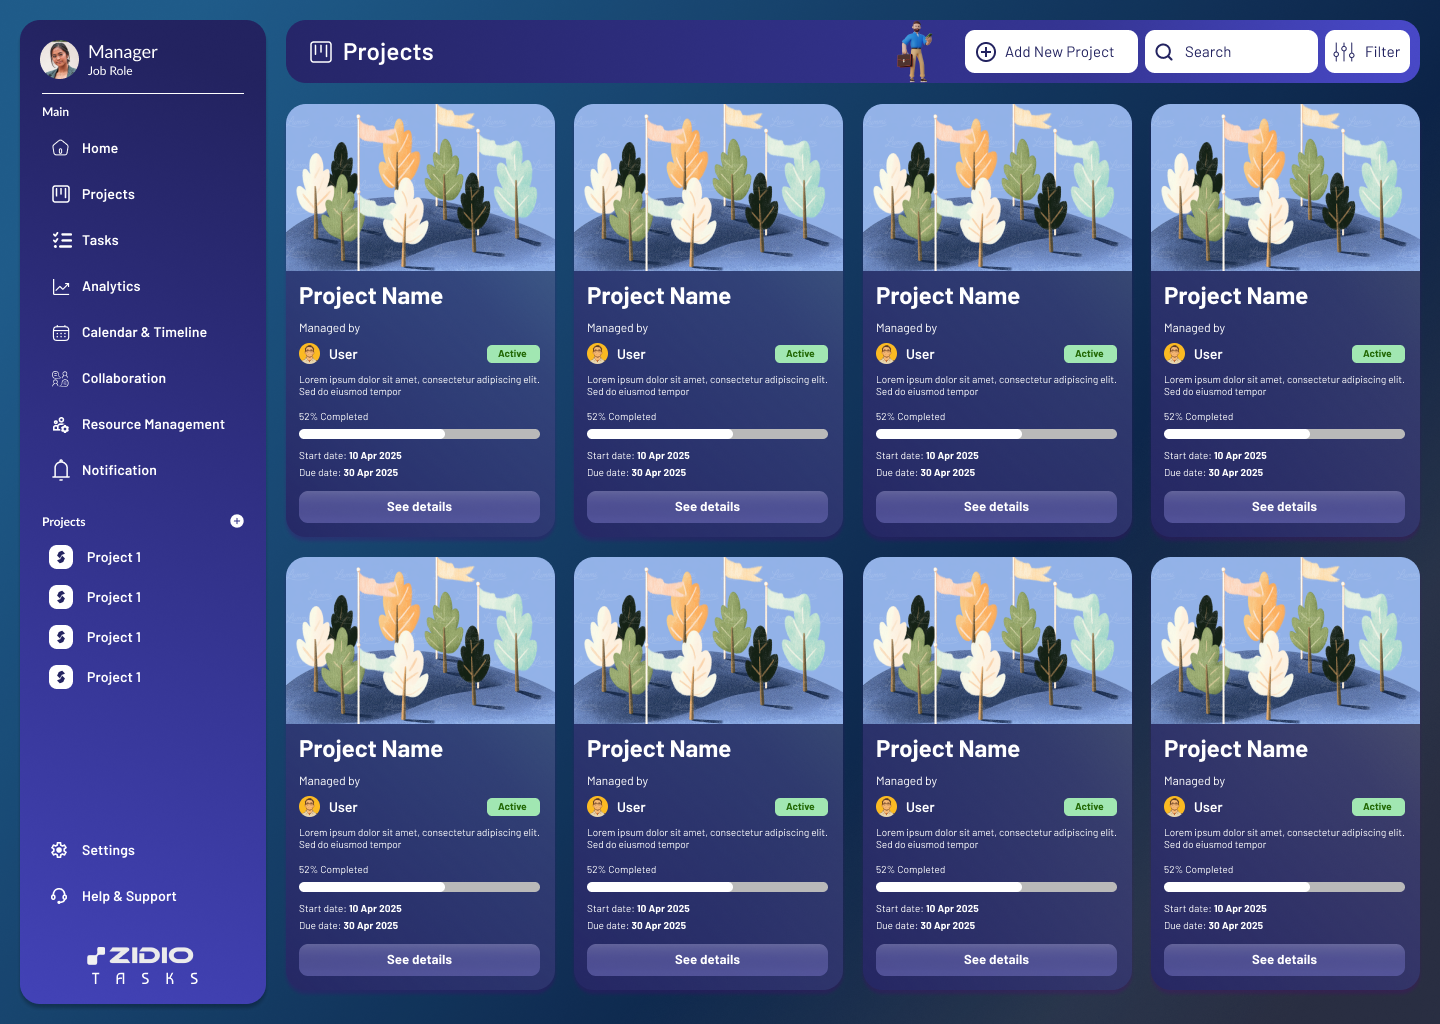 Manager
Job Role
Main
Home
Projects
Tasks
Analytics
Calendar & Timeline
Collaboration
Resource Management
Notification
Projects
Project 1
Project 1
Project 1
Project 1
Settings
Help & Support
ZIDIO
TASKS
Projects
Add New Project
Search
Filter
Project Name
Managed by
User
Active
Lorem ipsum dolor sit amet, consectetur adipiscing elit.
Sed do eiusmod tempor
52% Completed
Start date: 10 Apr 2025
Due date: 30 Apr 2025
See details
Project Name
Managed by
User
Active
Lorem ipsum dolor sit amet, consectetur adipiscing elit.
Sed do eiusmod tempor
52% Completed
Start date: 10 Apr 2025
Due date: 30 Apr 2025
See details
Project Name
Managed by
User
Active
Lorem ipsum dolor sit amet, consectetur adipiscing elit.
Sed do eiusmod tempor
52% Completed
Start date: 10 Apr 2025
Due date: 30 Apr 2025
See details
Project Name
Managed by
User
Active
Lorem ipsum dolor sit amet, consectetur adipiscing elit.
Sed do eiusmod tempor
52% Completed
Start date: 10 Apr 2025
Due date: 30 Apr 2025
See details
Project Name
Managed by
User
Active
Lorem ipsum dolor sit amet, consectetur adipiscing elit.
Sed do eiusmod tempor
52% Completed
Start date: 10 Apr 2025
Due date: 30 Apr 2025
See details
Project Name
Managed by
User
Active
Lorem ipsum dolor sit amet, consectetur adipiscing elit.
Sed do eiusmod tempor
52% Completed
Start date: 10 Apr 2025
Due date: 30 Apr 2025
See details
Project Name
Managed by
User
Active
Lorem ipsum dolor sit amet, consectetur adipiscing elit.
Sed do eiusmod tempor
52% Completed
Start date: 10 Apr 2025
Due date: 30 Apr 2025
See details
Project Name
Managed by
User
Active
Lorem ipsum dolor sit amet, consectetur adipiscing elit.
Sed do eiusmod tempor
52% Completed
Start date: 10 Apr 2025
Due date: 30 Apr 2025
See details